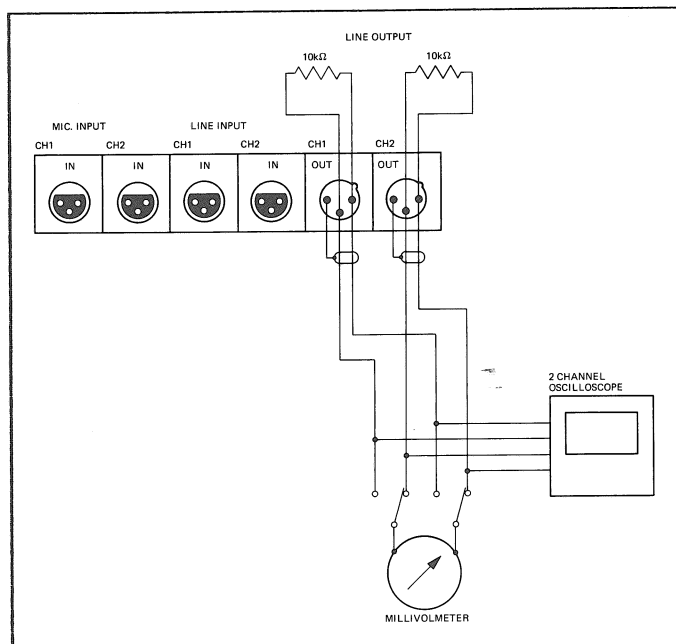 LINE OUTPUT
10kΩ 10kΩ
MIC. INPUT LINE INPUT
CH1 CH2 CH1 CH2 CH1 CH2
IN IN IN IN OUT OUT
2 CHANNEL
OSCILLOSCOPE
MILLIVOLMETER